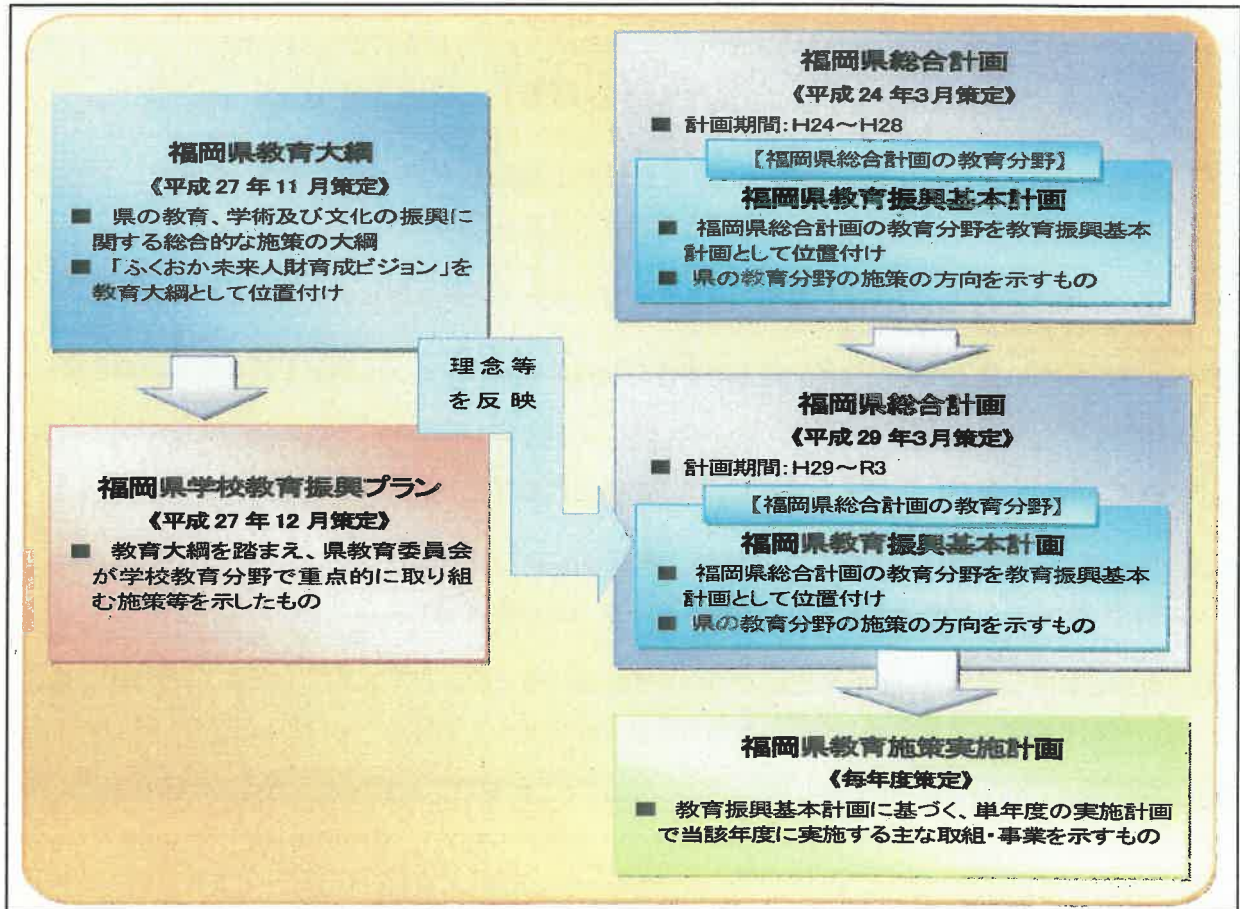 福岡県教育大綱
《平成27年11月策定》
■ 県の教育、学術及び文化の振興に
関する総合的な施策の大綱
■ 「ふくおか未来人財育成ビジョン」を
教育大綱として位置付け
福岡県学校教育振興プラン
《平成27年12月策定》
■ 教育大綱を踏まえ、県教育委員会
が学校教育分野で重点的に取り組
む施策等を示したもの
理念等
を反映
福岡県総合計画
《平成24年3月策定》
■ 計画期間:H24～H28
【福岡県総合計画の教育分野】
福岡県教育振興基本計画
■ 福岡県総合計画の教育分野を教育振興基本
計画として位置付け
■ 県の教育分野の施策の方向を示すもの
福岡県総合計画
《平成29年3月策定》
■ 計画期間:H29～R3
【福岡県総合計画の教育分野】
福岡県教育振興基本計画
■ 福岡県総合計画の教育分野を教育振興基本
計画として位置付け
■ 県の教育分野の施策の方向を示すもの
福岡県教育施策実施計画
《毎年度策定》
■ 教育振興基本計画に基づく、単年度の実施計画
で当該年度に実施する主な取組・事業を示すもの